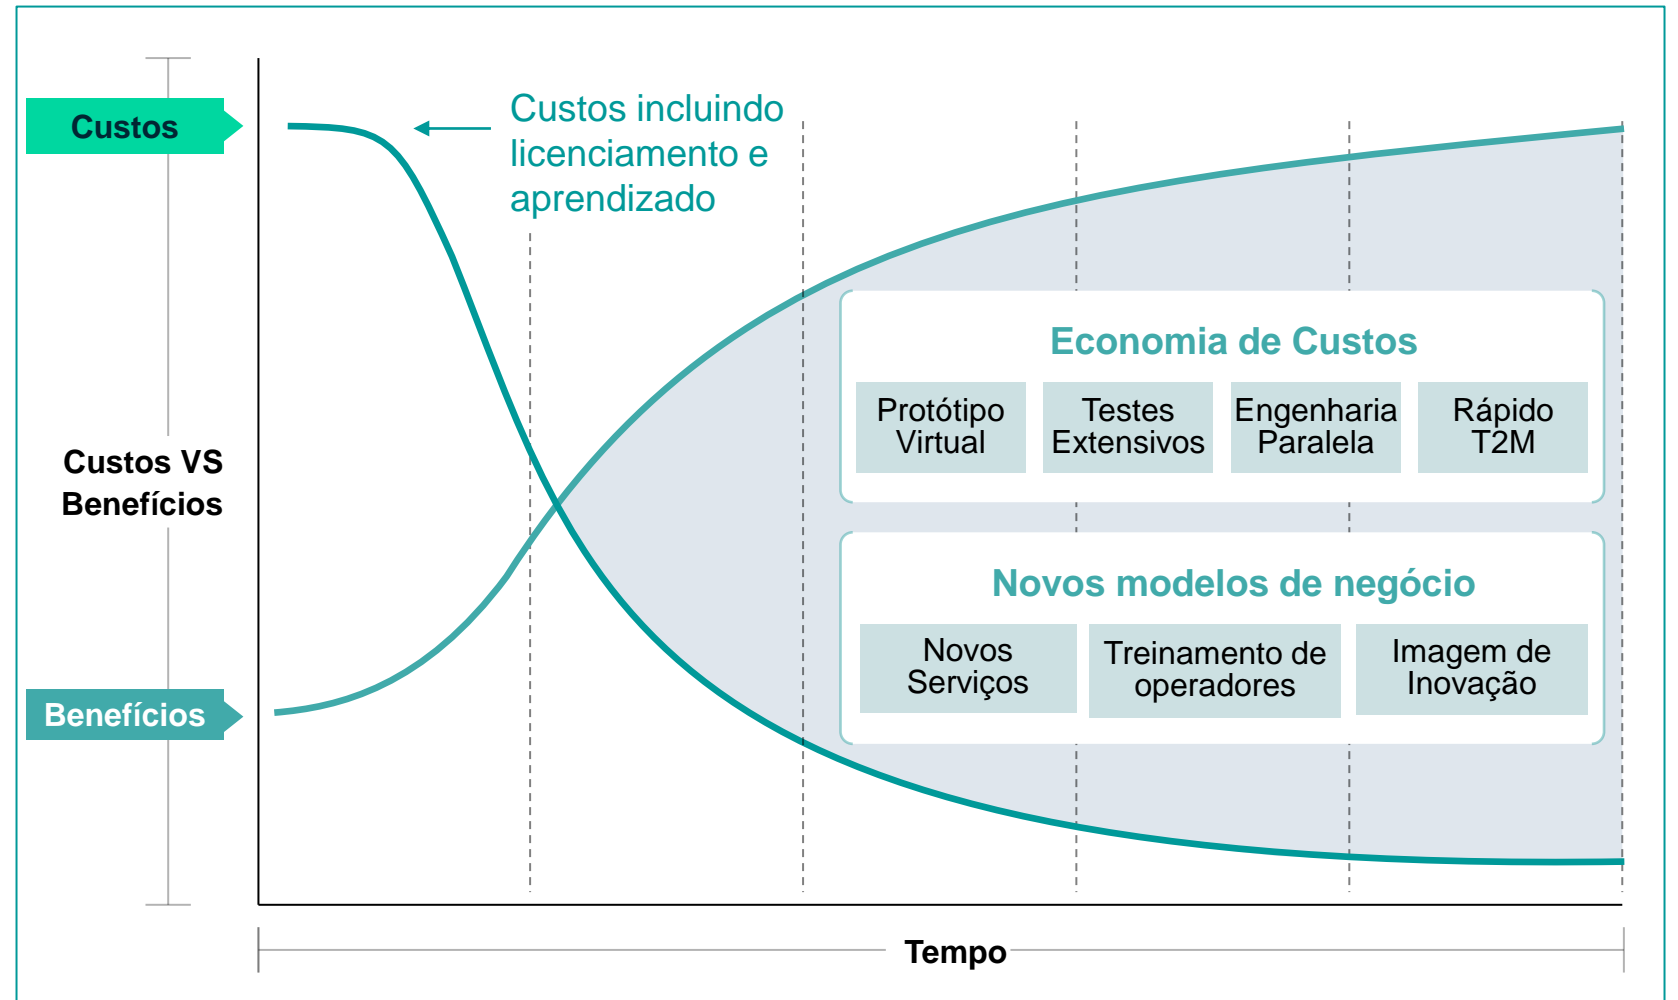 Custos
Custos incluindo
licenciamento e
aprendizado
Economia de Custos
Protótipo
Virtual
Testes
Extensivos
Engenharia
Paralela
Rápido
T2M
Custos VS
Benefícios
Novos modelos de negócio
Novos
Serviços
Treinamento de
operadores
Imagem de
Inovação
Benefícios
Tempo